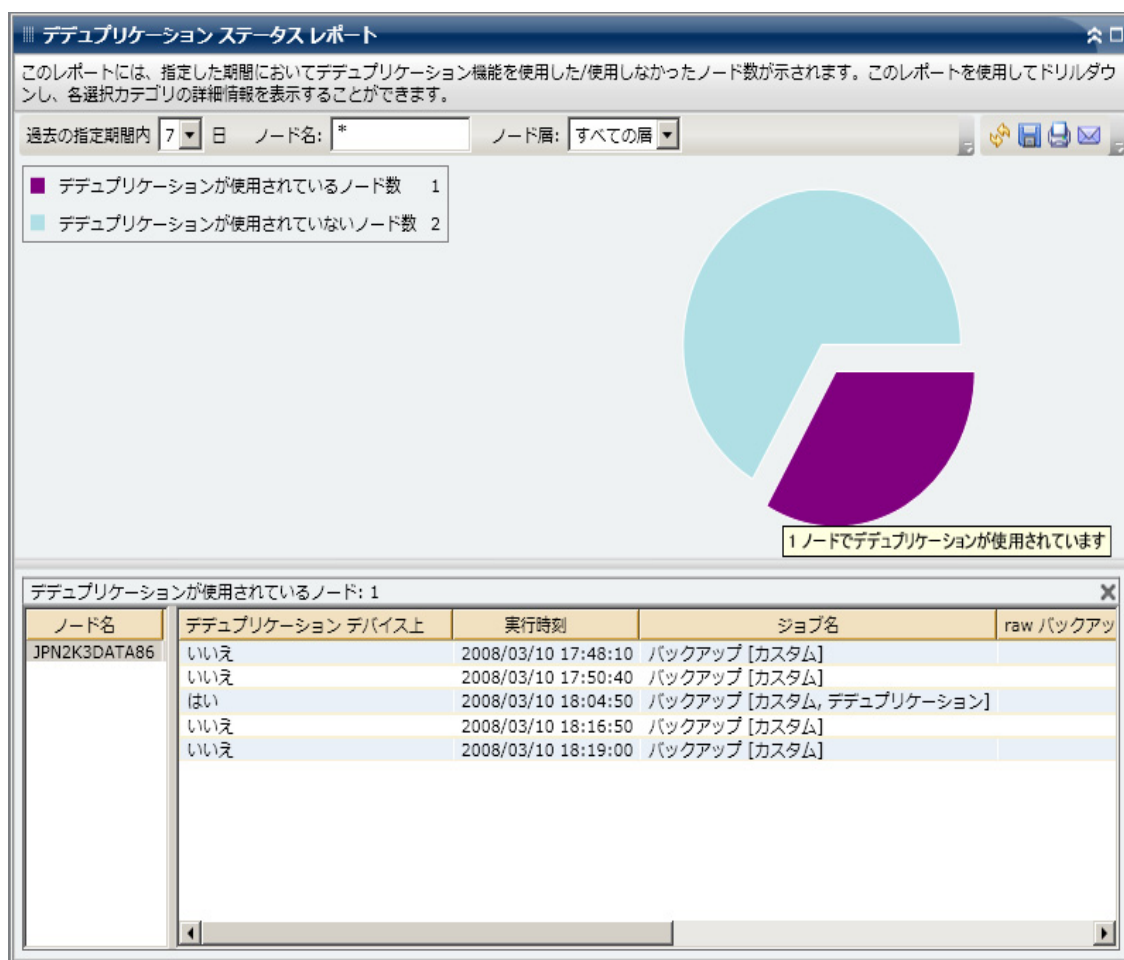 デデュプリケーション ステータス レポート
このレポートには、指定した期間においてデデュプリケーション機能を使用した/使用しなかったノード数が示されます。このレポートを使用してドリルダウ
ンし、各選択カテゴリの詳細情報を表示することができます。
過去の指定期間内 7 日 ノード名: * ノード層: すべての層
デデュプリケーションが使用されているノード数 1
デデュプリケーションが使用されていないノード数 2
1 ノードでデデュプリケーションが使用されています
デデュプリケーションが使用されているノード: 1
ノード名 デデュプリケーション デバイス上 実行時刻 ジョブ名 raw バックアッ
JPN2K3DATA86 いいえ 2008/03/10 17:48:10 バックアップ [カスタム]
いいえ 2008/03/10 17:50:40 バックアップ [カスタム]
はい 2008/03/10 18:04:50 バックアップ [カスタム, デデュプリケーション]
いいえ 2008/03/10 18:16:50 バックアップ [カスタム]
いいえ 2008/03/10 18:19:00 バックアップ [カスタム]